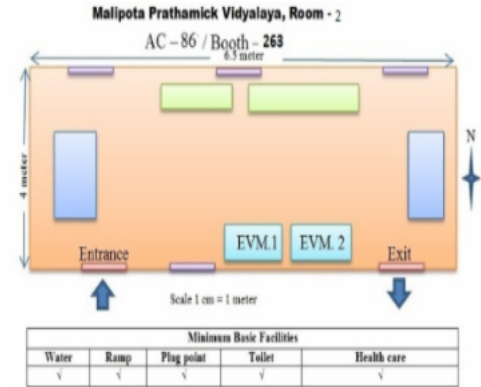 Malipota Prathamick Vidyalaya, Room - 2
AC – 86 / Booth – 263
6.5 meter
N
4 meter
EVM.1 EVM. 2
Entrance Exit
Scale 1 cm = 1 meter
Minimum Basic Facilities
Water Ramp Plug point Toilet Health care
√ √ √ √ √